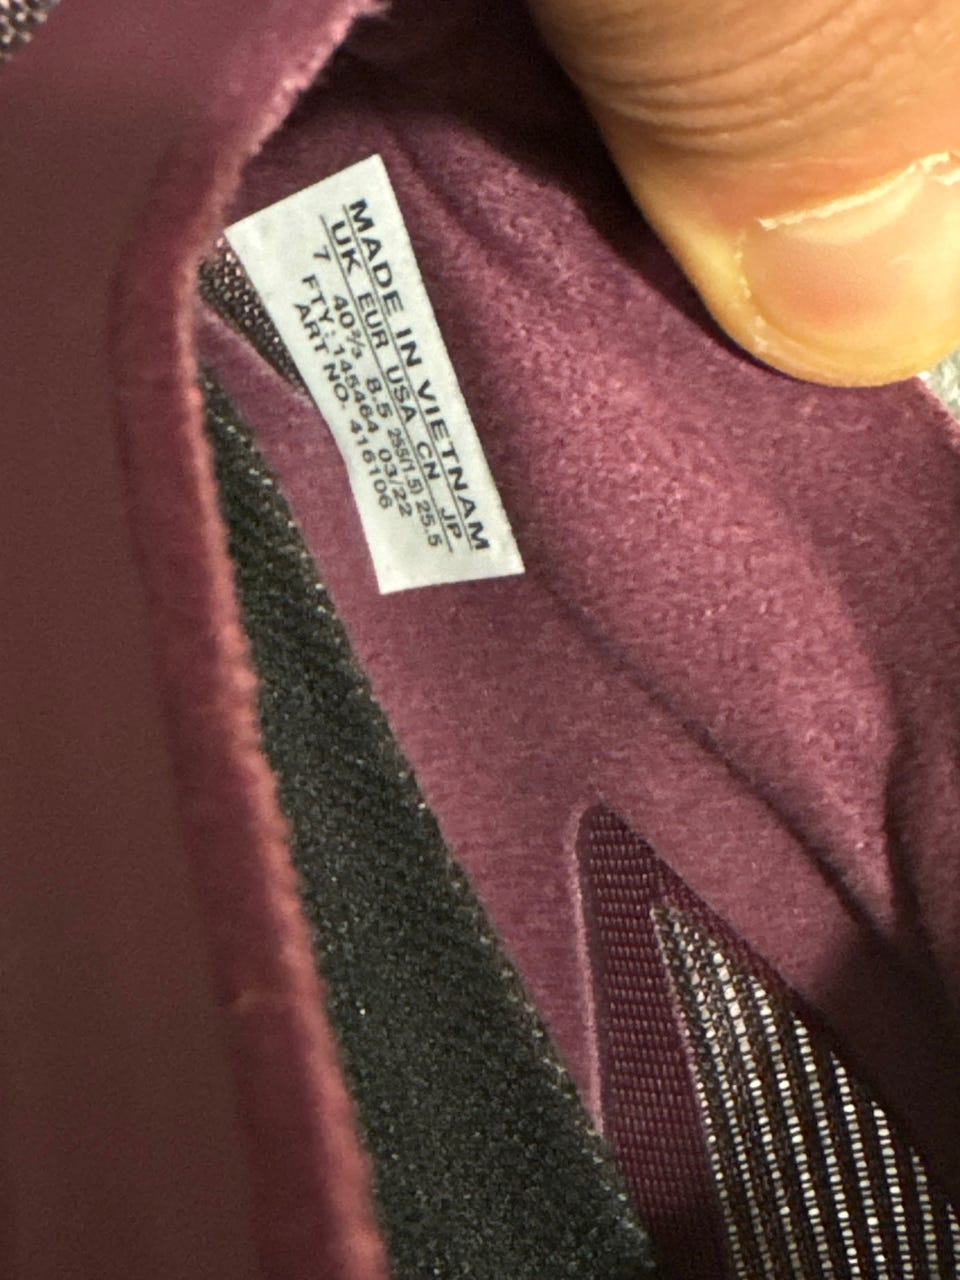 MADE IN VIETNAM
UK EUR USA CN JP
7 40⅔ 8.5 255(1.5) 25.5
FTY: 145464 03/22
ART NO. 416106